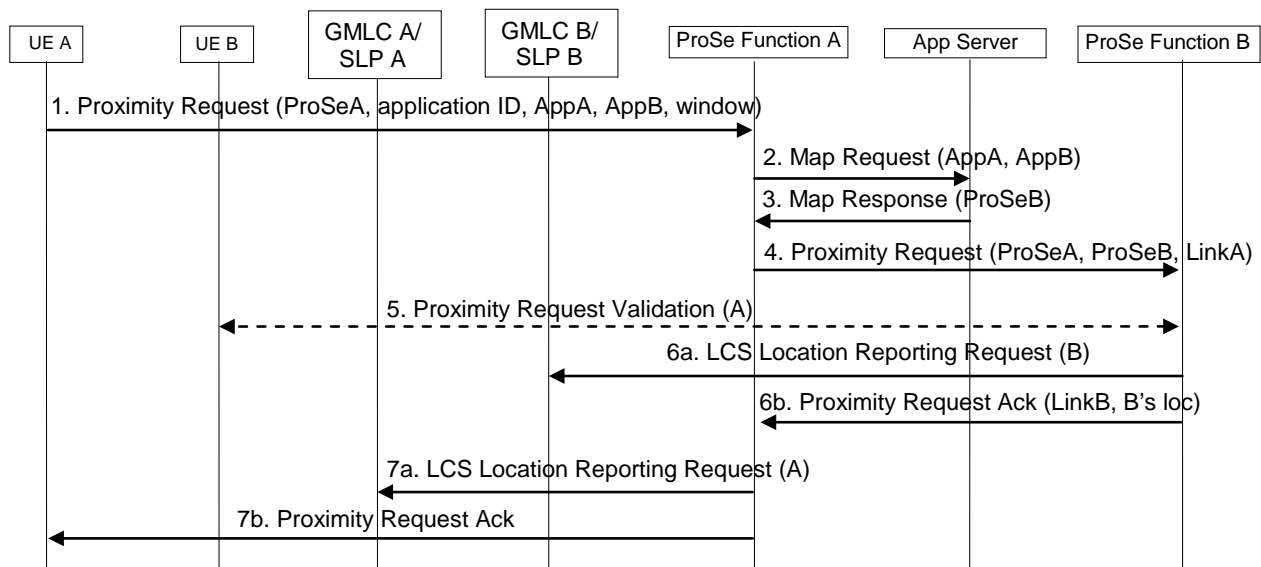 UE A
UE B
GMLC A/
SLP A
GMLC B/
SLP B
ProSe Function A
App Server
ProSe Function B
1. Proximity Request (ProSeA, application ID, AppA, AppB, window)
2. Map Request (AppA, AppB)
3. Map Response (ProSeB)
4. Proximity Request (ProSeA, ProSeB, LinkA)
5. Proximity Request Validation (A)
6a. LCS Location Reporting Request (B)
6b. Proximity Request Ack (LinkB, B's loc)
7a. LCS Location Reporting Request (A)
7b. Proximity Request Ack